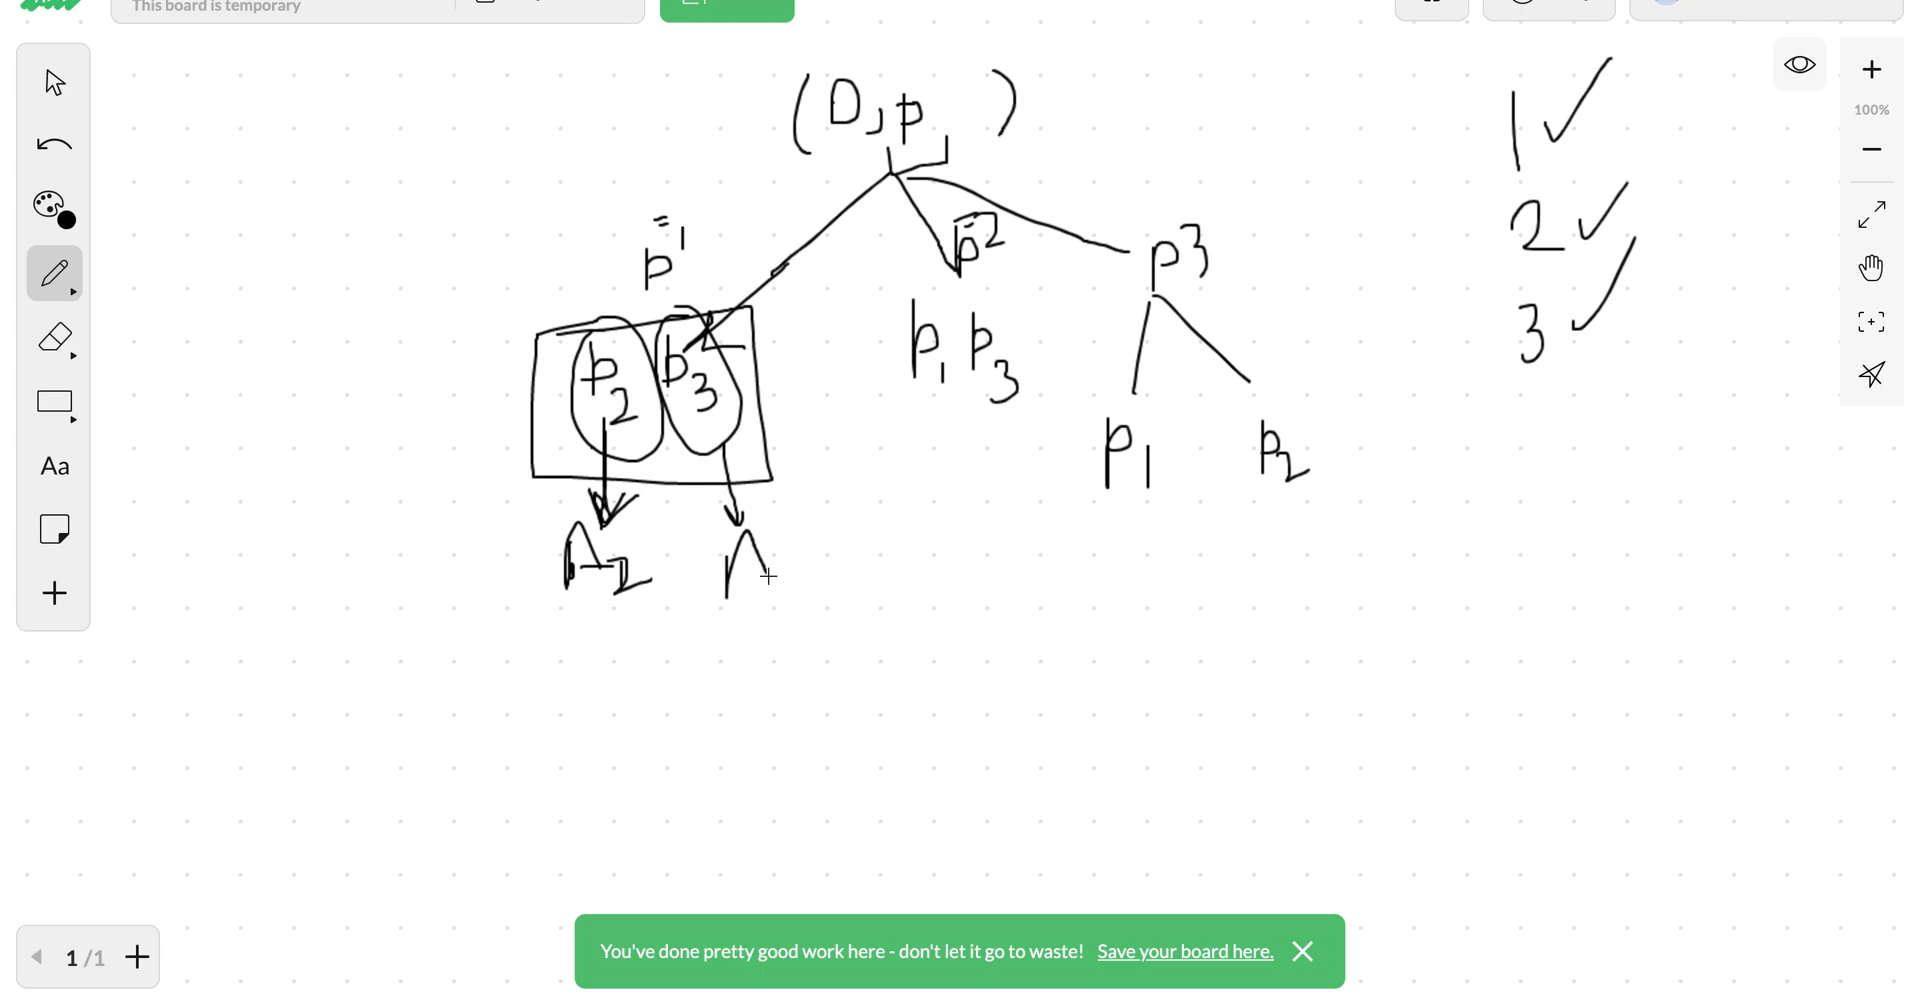 This board is temporary
(D, p )
p̄¹ p̄² p³
p₂ p₃ p₁ p₃
p₁ p₂
1 ✓
2 ✓
3 ✓
100%
Aa
1 /1
You've done pretty good work here - don't let it go to waste! Save your board here.